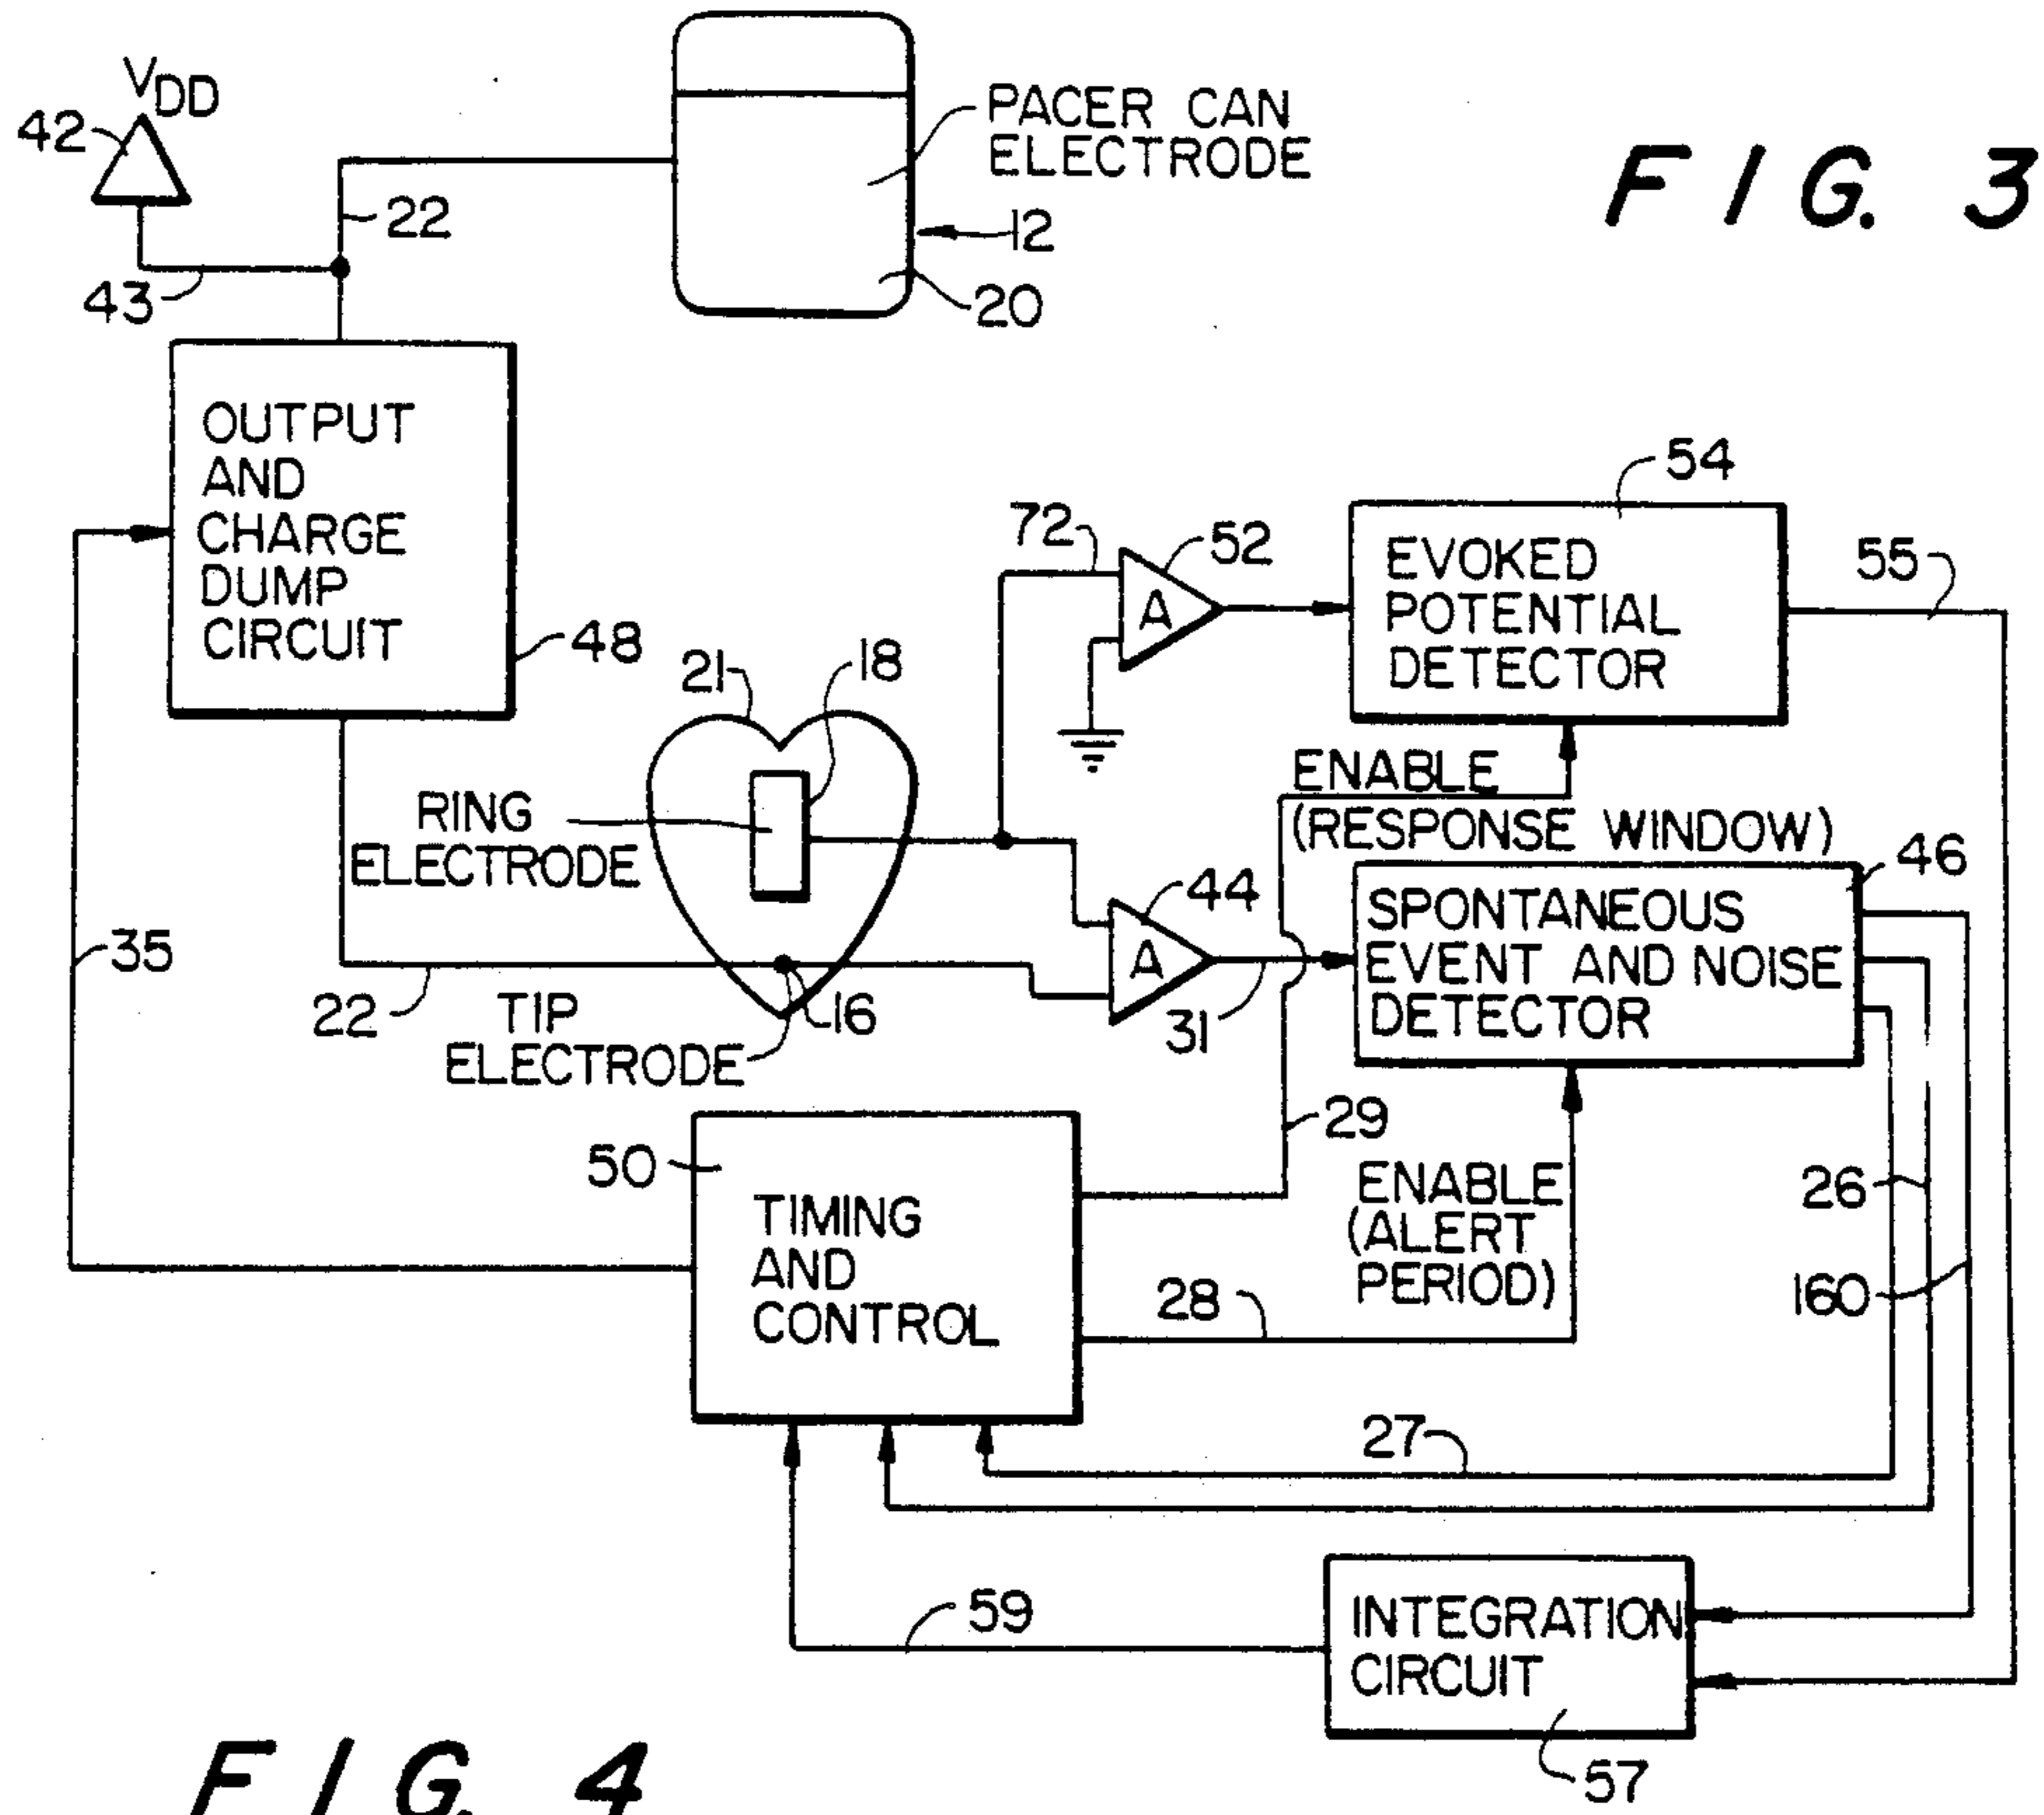 V_DD
42
22
43
PACER CAN
ELECTRODE
12
20
FIG. 3
OUTPUT
AND
CHARGE
DUMP
CIRCUIT
48
35
21
18
RING
ELECTRODE
22
TIP
ELECTRODE
16
72
52
A
54
EVOKED
POTENTIAL
DETECTOR
55
ENABLE
(RESPONSE WINDOW)
44
A
31
46
SPONTANEOUS
EVENT AND NOISE
DETECTOR
50
TIMING
AND
CONTROL
29
ENABLE
(ALERT
PERIOD)
28
26
160
27
59
INTEGRATION
CIRCUIT
57
FIG. 4